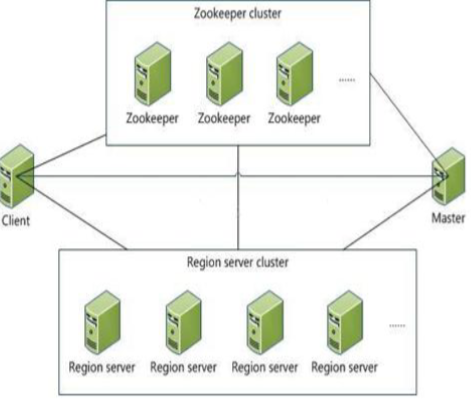 Zookeeper cluster
Zookeeper Zookeeper Zookeeper
......
Client
Master
Region server cluster
Region server Region server Region server Region server
......